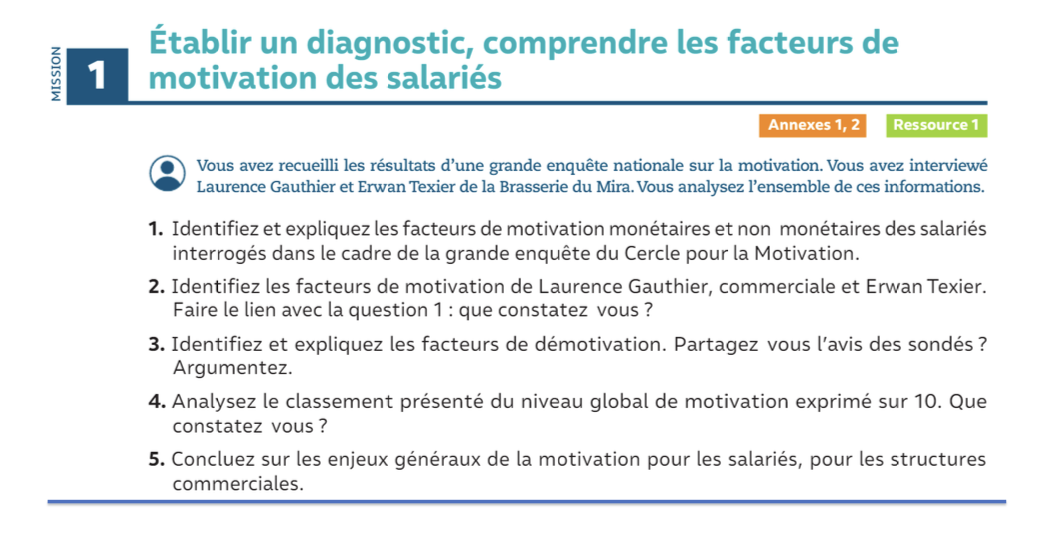 MISSION
1
Établir un diagnostic, comprendre les facteurs de
motivation des salariés
Annexes 1, 2
Ressource 1
Vous avez recueilli les résultats d'une grande enquête nationale sur la motivation. Vous avez interviewé
Laurence Gauthier et Erwan Texier de la Brasserie du Mira. Vous analysez l'ensemble de ces informations.
1. Identifiez et expliquez les facteurs de motivation monétaires et non monétaires des salariés
interrogés dans le cadre de la grande enquête du Cercle pour la Motivation.
2. Identifiez les facteurs de motivation de Laurence Gauthier, commerciale et Erwan Texier.
Faire le lien avec la question 1 : que constatez vous ?
3. Identifiez et expliquez les facteurs de démotivation. Partagez vous l'avis des sondés ?
Argumentez.
4. Analysez le classement présenté du niveau global de motivation exprimé sur 10. Que
constatez vous ?
5. Concluez sur les enjeux généraux de la motivation pour les salariés, pour les structures
commerciales.